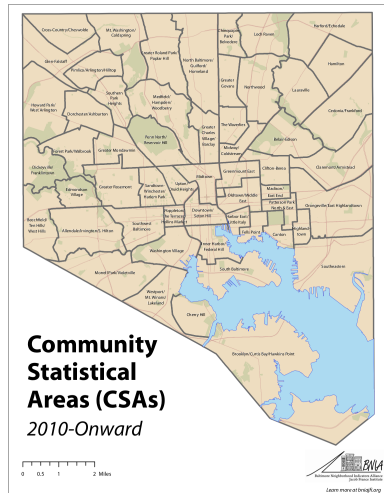 Cross-Country/Cheswolde
Mt. Washington/
Coldspring
Greater Roland Park/
Poplar Hill
North Baltimore/
Guilford/
Homeland
Chinquapin
Park/
Belvedere
Loch Raven
Harford/Echodale
Hamilton
Glen-Fallstaff
Pimlico/Arlington/Hilltop
Southern
Park
Heights
Medfield/
Hampden/
Woodberry
Greater
Govans
Northwood
Lauraville
Cedonia/Frankford
Howard Park/
West Arlington
Dorchester/Ashburton
Greater
Charles
Village/
Barclay
The Waverlies
Belair-Edison
Penn North/
Reservoir Hill
Midway/
Coldstream
Forest Park/Walbrook
Greater Mondawmin
Dickeyville/
Franklintown
Greater Rosemont
Sandtown-
Winchester/
Harlem Park
Upton/
Druid Heights
Midtown
Greenmount East
Clifton-Berea
Claremont/Armistead
Edmondson
Village
Oldtown/Middle
East
Madison/
East End
Patterson Park
North & East
Orangeville/East Highlandtown
Beechfield/
Ten Hills/
West Hills
Allendale/Irvington/S. Hilton
Southwest
Baltimore
Poppleton/
The Terraces/
Hollins Market
Downtown/
Seton Hill
Harbor East/
Little Italy
Fells Point
Canton
Highland-
town
Washington Village
Inner Harbor/
Federal Hill
Morrell Park/Violetville
South Baltimore
Southeastern
Westport/
Mt. Winans/
Lakeland
Cherry Hill
Brooklyn/Curtis Bay/Hawkins Point
Community
Statistical
Areas (CSAs)
2010-Onward
0 0.5 1 2 Miles
BNIA
Baltimore Neighborhood Indicators Alliance
Jacob France Institute
Learn more at bniajfi.org